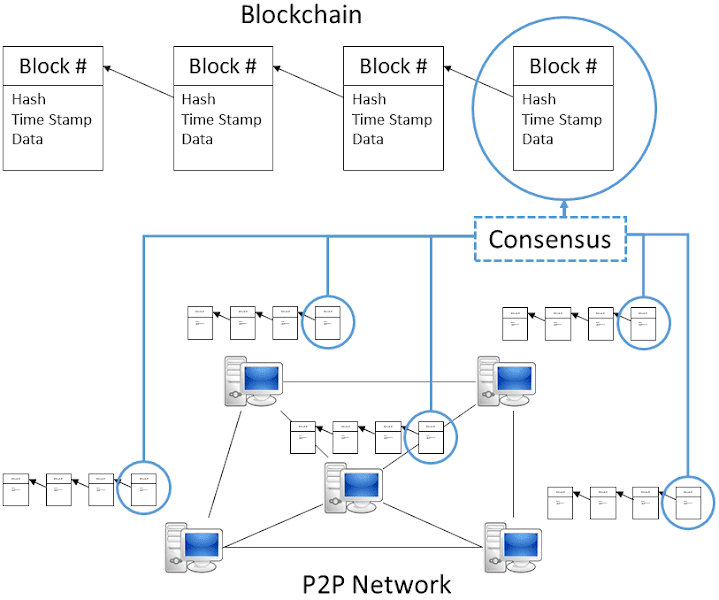 Blockchain
Block #
Hash
Time Stamp
Data
Block #
Hash
Time Stamp
Data
Block #
Hash
Time Stamp
Data
Block #
Hash
Time Stamp
Data
Consensus
P2P Network